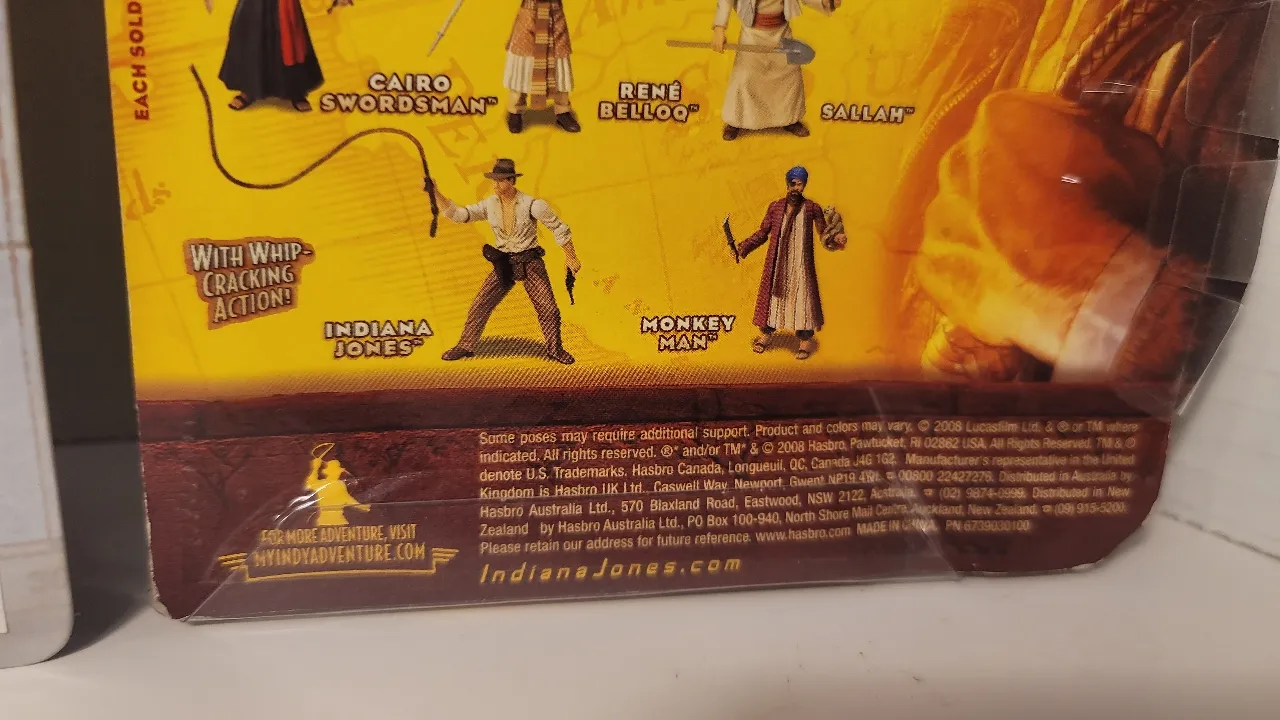 EACH SOLD
CAIRO
SWORDSMAN™
RENÉ
BELLOQ™
SALLAH™
WITH WHIP-
CRACKING
ACTION!
INDIANA
JONES™
MONKEY
MAN™
FOR MORE ADVENTURE, VISIT
MYINDYADVENTURE.COM
Some poses may require additional support. Product and colors may vary. © 2008 Lucasfilm Ltd. & ® or TM where
indicated. All rights reserved. ®* and/or TM* & © 2008 Hasbro, Pawtucket, RI 02862 USA. All Rights Reserved. TM & ®
denote U.S. Trademarks. Hasbro Canada, Longueuil, QC, Canada J4G 1G2. Manufacturer's representative in the United
Kingdom is Hasbro UK Ltd., Caswell Way, Newport, Gwent NP19 4YH. ☎ 00800 22427276. Distributed in Australia by
Hasbro Australia Ltd., 570 Blaxland Road, Eastwood, NSW 2122, Australia. ☎ (02) 9874-0999. Distributed in New
Zealand by Hasbro Australia Ltd., PO Box 100-940, North Shore Mail Centre, Auckland, New Zealand. ☎ (09) 915-5200.
Please retain our address for future reference. www.hasbro.com MADE IN CHINA PN 6739030100
IndianaJones.com